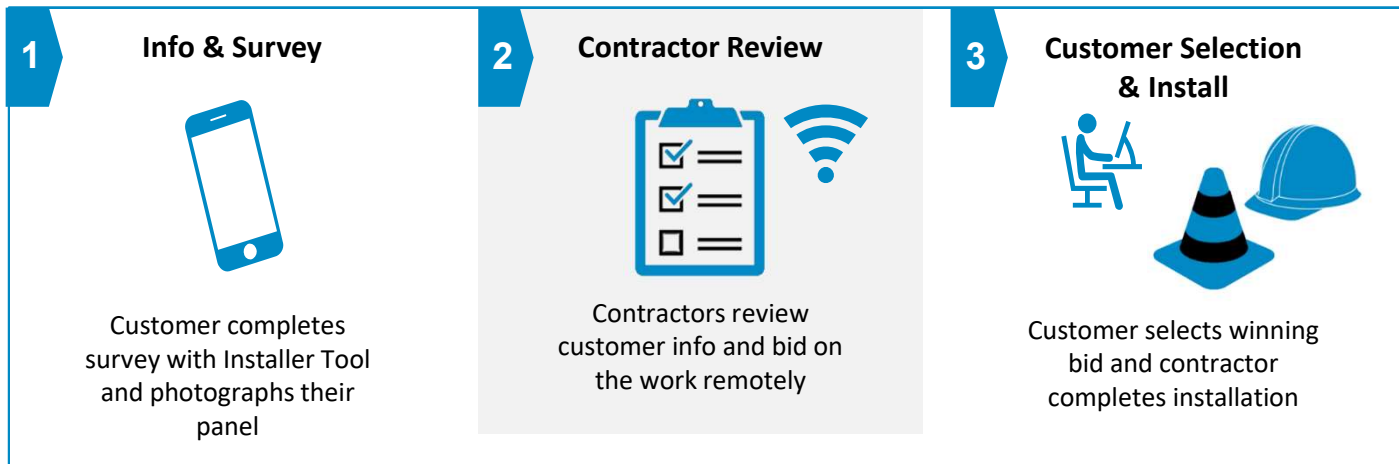 1
Info & Survey
Customer completes
survey with Installer Tool
and photographs their
panel
2
Contractor Review
Contractors review
customer info and bid on
the work remotely
3
Customer Selection
& Install
Customer selects winning
bid and contractor
completes installation